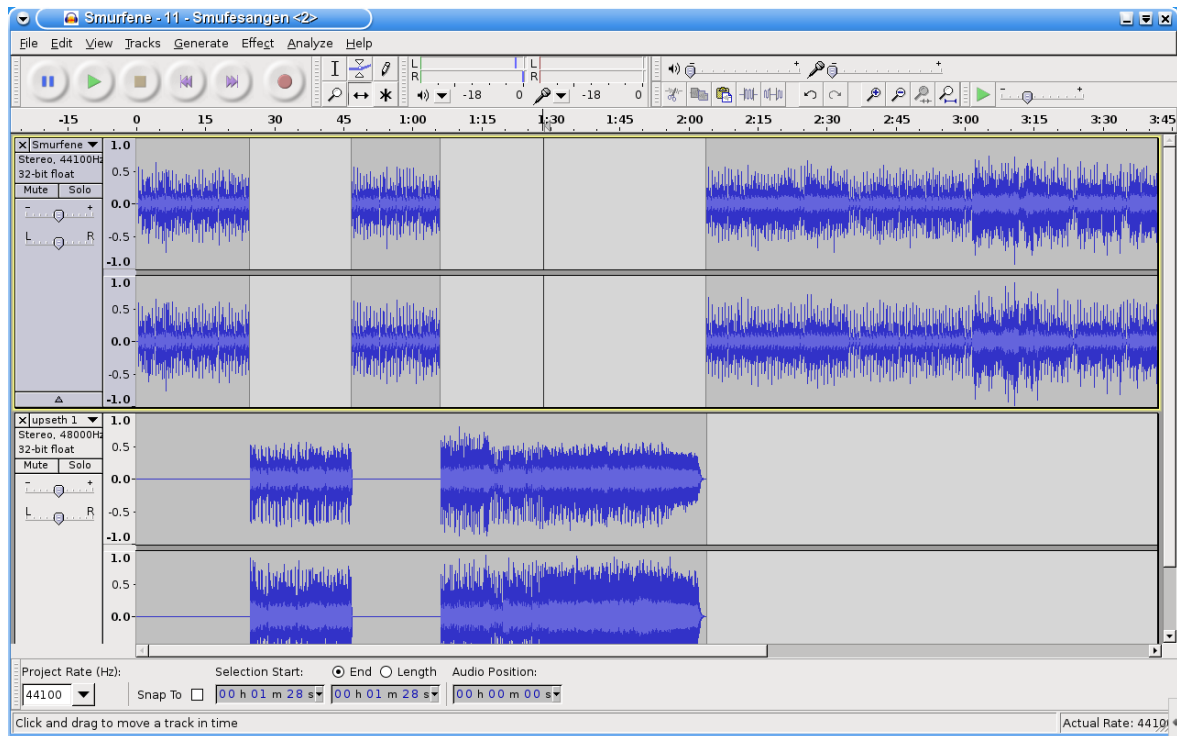 Smurfene - 11 - Smufesangen <2>
File Edit View Tracks Generate Effect Analyze Help
L L
R R
-18 0 -18 0
-15 0 15 30 45 1:00 1:15 1:30 1:45 2:00 2:15 2:30 2:45 3:00 3:15 3:30 3:45
Smurfene 1.0
Stereo, 44100Hz
32-bit float 0.5
Mute Solo
- + 0.0
L R -0.5
-1.0
1.0
0.5
0.0
-0.5
-1.0
upseth 1 1.0
Stereo, 48000Hz
32-bit float 0.5
Mute Solo
- + 0.0
L R -0.5
-1.0
1.0
0.5
0.0
Project Rate (Hz): Selection Start: End Length Audio Position:
44100 Snap To 00 h 01 m 28 s 00 h 01 m 28 s 00 h 00 m 00 s
Click and drag to move a track in time Actual Rate: 4410